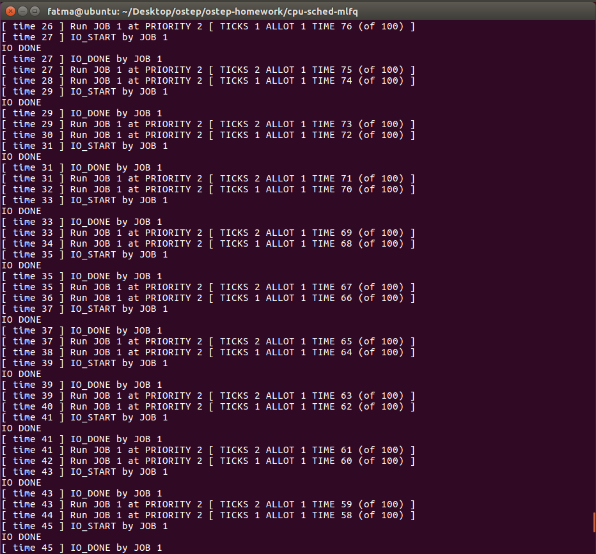 fatma@ubuntu: ~/Desktop/ostep/ostep-homework/cpu-sched-mlfq
[ time 26 ] Run JOB 1 at PRIORITY 2 [ TICKS 1 ALLOT 1 TIME 76 (of 100) ]
IO DONE
[ time 27 ] IO_DONE by JOB 1
[ time 27 ] Run JOB 1 at PRIORITY 2 [ TICKS 2 ALLOT 1 TIME 75 (of 100) ]
[ time 28 ] Run JOB 1 at PRIORITY 2 [ TICKS 1 ALLOT 1 TIME 74 (of 100) ]
[ time 29 ] IO_START by JOB 1
IO DONE
[ time 29 ] IO_DONE by JOB 1
[ time 29 ] Run JOB 1 at PRIORITY 2 [ TICKS 2 ALLOT 1 TIME 73 (of 100) ]
[ time 30 ] Run JOB 1 at PRIORITY 2 [ TICKS 1 ALLOT 1 TIME 72 (of 100) ]
[ time 31 ] IO_START by JOB 1
IO DONE
[ time 31 ] IO_DONE by JOB 1
[ time 31 ] Run JOB 1 at PRIORITY 2 [ TICKS 2 ALLOT 1 TIME 71 (of 100) ]
[ time 32 ] Run JOB 1 at PRIORITY 2 [ TICKS 1 ALLOT 1 TIME 70 (of 100) ]
[ time 33 ] IO_START by JOB 1
IO DONE
[ time 33 ] IO_DONE by JOB 1
[ time 33 ] Run JOB 1 at PRIORITY 2 [ TICKS 2 ALLOT 1 TIME 69 (of 100) ]
[ time 34 ] Run JOB 1 at PRIORITY 2 [ TICKS 1 ALLOT 1 TIME 68 (of 100) ]
[ time 35 ] IO_START by JOB 1
IO DONE
[ time 35 ] IO_DONE by JOB 1
[ time 35 ] Run JOB 1 at PRIORITY 2 [ TICKS 2 ALLOT 1 TIME 67 (of 100) ]
[ time 36 ] Run JOB 1 at PRIORITY 2 [ TICKS 1 ALLOT 1 TIME 66 (of 100) ]
[ time 37 ] IO_START by JOB 1
IO DONE
[ time 37 ] IO_DONE by JOB 1
[ time 37 ] Run JOB 1 at PRIORITY 2 [ TICKS 2 ALLOT 1 TIME 65 (of 100) ]
[ time 38 ] Run JOB 1 at PRIORITY 2 [ TICKS 1 ALLOT 1 TIME 64 (of 100) ]
[ time 39 ] IO_START by JOB 1
IO DONE
[ time 39 ] IO_DONE by JOB 1
[ time 39 ] Run JOB 1 at PRIORITY 2 [ TICKS 2 ALLOT 1 TIME 63 (of 100) ]
[ time 40 ] Run JOB 1 at PRIORITY 2 [ TICKS 1 ALLOT 1 TIME 62 (of 100) ]
[ time 41 ] IO_START by JOB 1
IO DONE
[ time 41 ] IO_DONE by JOB 1
[ time 41 ] Run JOB 1 at PRIORITY 2 [ TICKS 2 ALLOT 1 TIME 61 (of 100) ]
[ time 42 ] Run JOB 1 at PRIORITY 2 [ TICKS 1 ALLOT 1 TIME 60 (of 100) ]
[ time 43 ] IO_START by JOB 1
IO DONE
[ time 43 ] IO_DONE by JOB 1
[ time 43 ] Run JOB 1 at PRIORITY 2 [ TICKS 2 ALLOT 1 TIME 59 (of 100) ]
[ time 44 ] Run JOB 1 at PRIORITY 2 [ TICKS 1 ALLOT 1 TIME 58 (of 100) ]
[ time 45 ] IO_START by JOB 1
IO DONE
[ time 45 ] IO_DONE by JOB 1